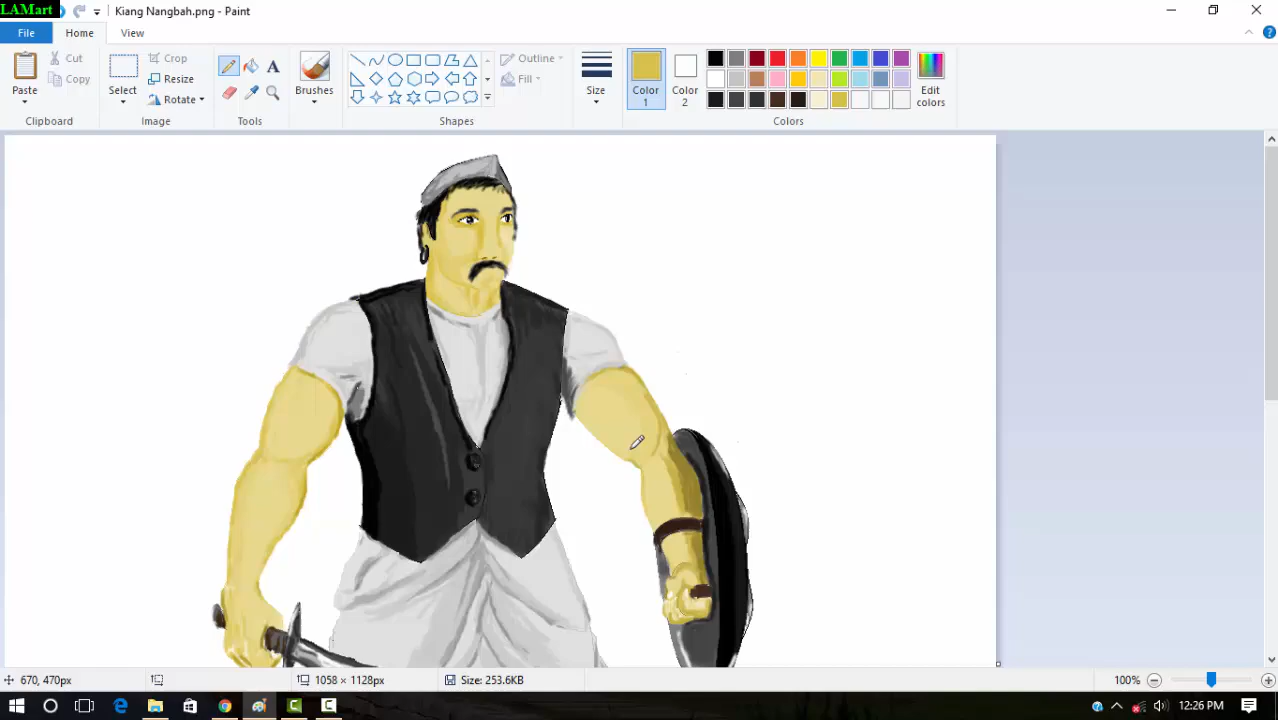 LAMart
Kiang Nangbah.png - Paint
File
Home
View
Paste
Cut
Copy
Clipboard
Select
Crop
Resize
Rotate
Image
A
Tools
Brushes
Shapes
Outline
Fill
Size
Color
1
Color
2
Edit
colors
Colors
670, 470px
1058 × 1128px
Size: 253.6KB
100%
12:26 PM